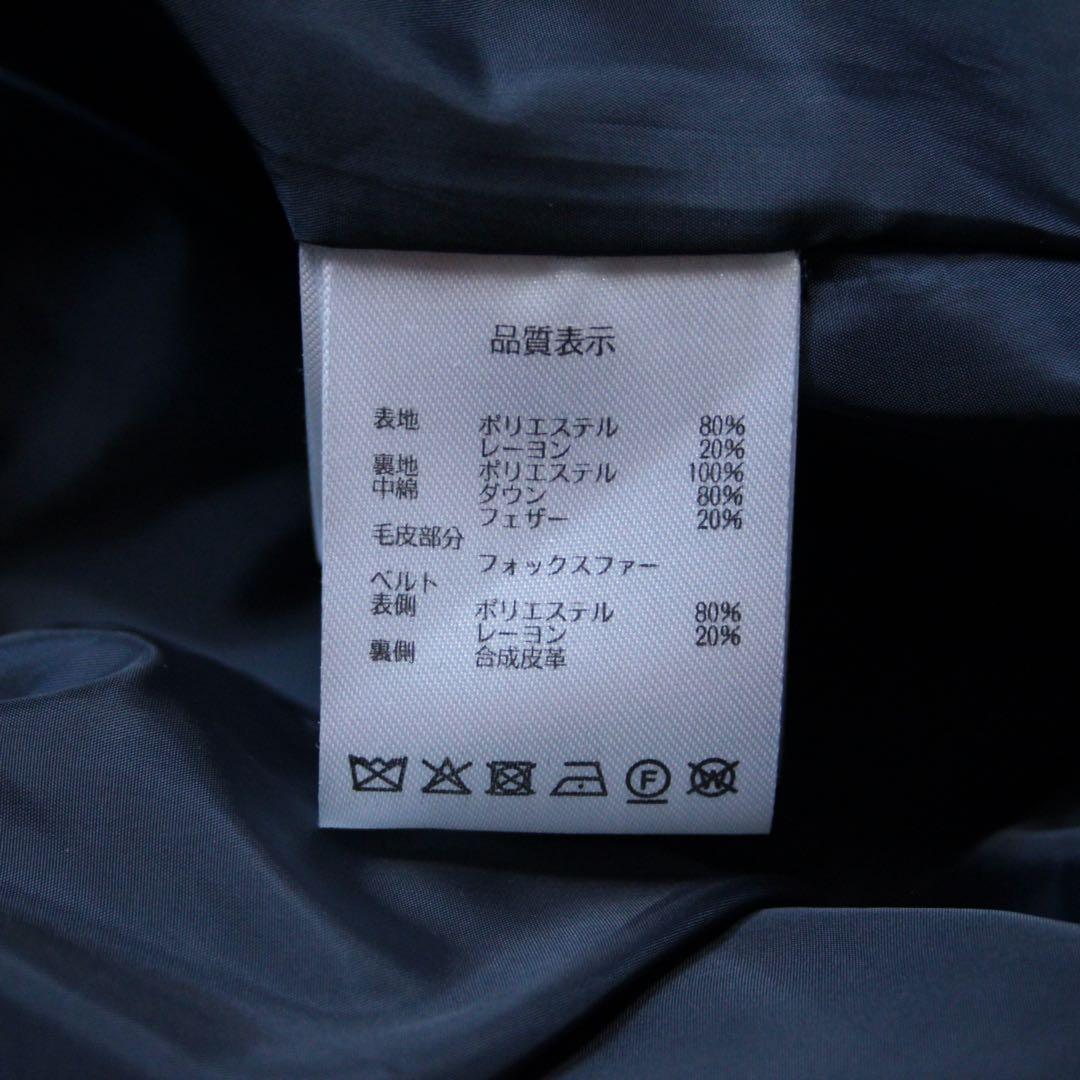 品質表示
表地 ポリエステル 80%
レーヨン 20%
裏地 ポリエステル 100%
中綿 ダウン 80%
フェザー 20%
毛皮部分
フォックスファー
ベルト
表側 ポリエステル 80%
レーヨン 20%
裏側 合成皮革
F W